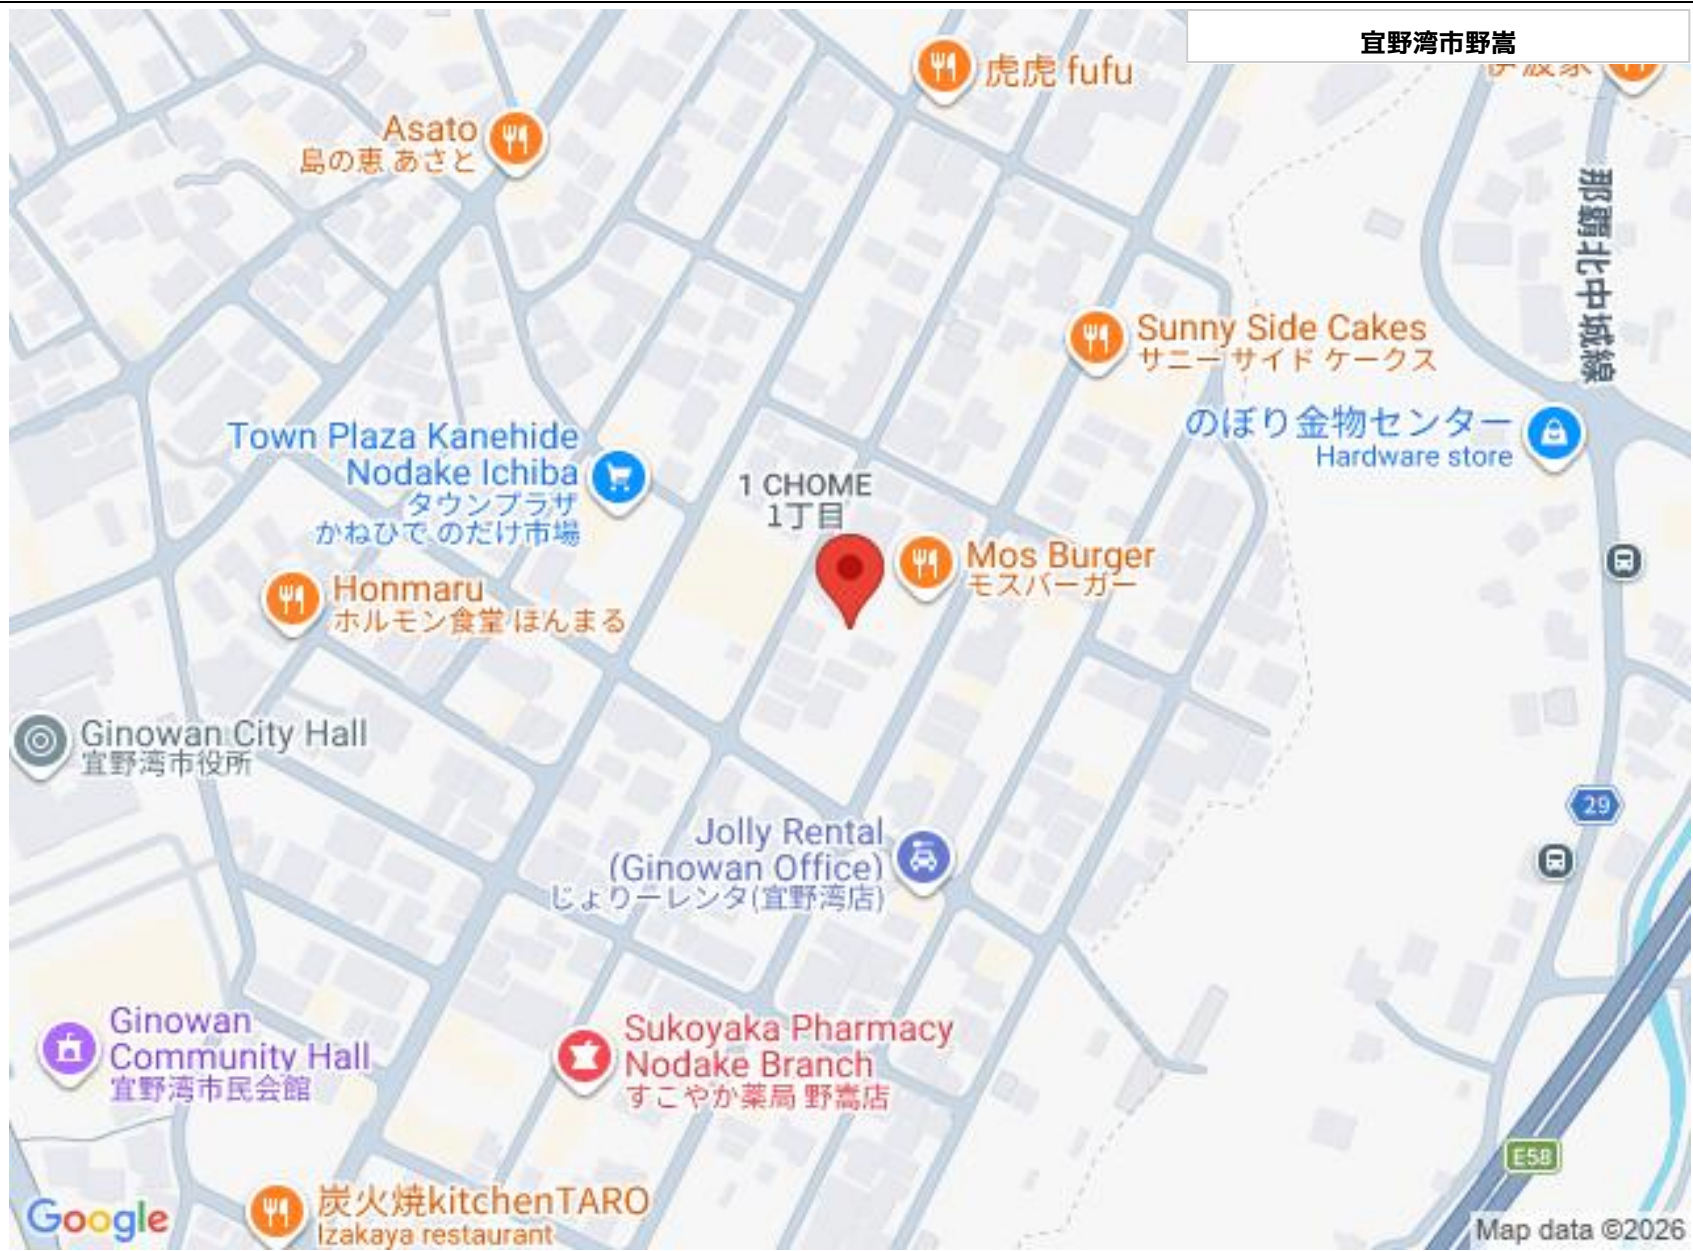 宜野湾市野嵩
虎虎 fufu
伊波家
Asato
島の恵 あさと
那覇北中城線
Sunny Side Cakes
サニー サイド ケークス
のぼり金物センター
Hardware store
Town Plaza Kanehide
Nodake Ichiba
タウンプラザ
かねひで のだけ市場
1 CHOME
1丁目
Mos Burger
モスバーガー
Honmaru
ホルモン食堂 ほんまる
Ginowan City Hall
宜野湾市役所
29
Jolly Rental
(Ginowan Office)
じょりーレンタ(宜野湾店)
Ginowan
Community Hall
宜野湾市民会館
Sukoyaka Pharmacy
Nodake Branch
すこやか薬局 野嵩店
E58
炭火焼kitchenTARO
Izakaya restaurant
Google
Map data ©2026